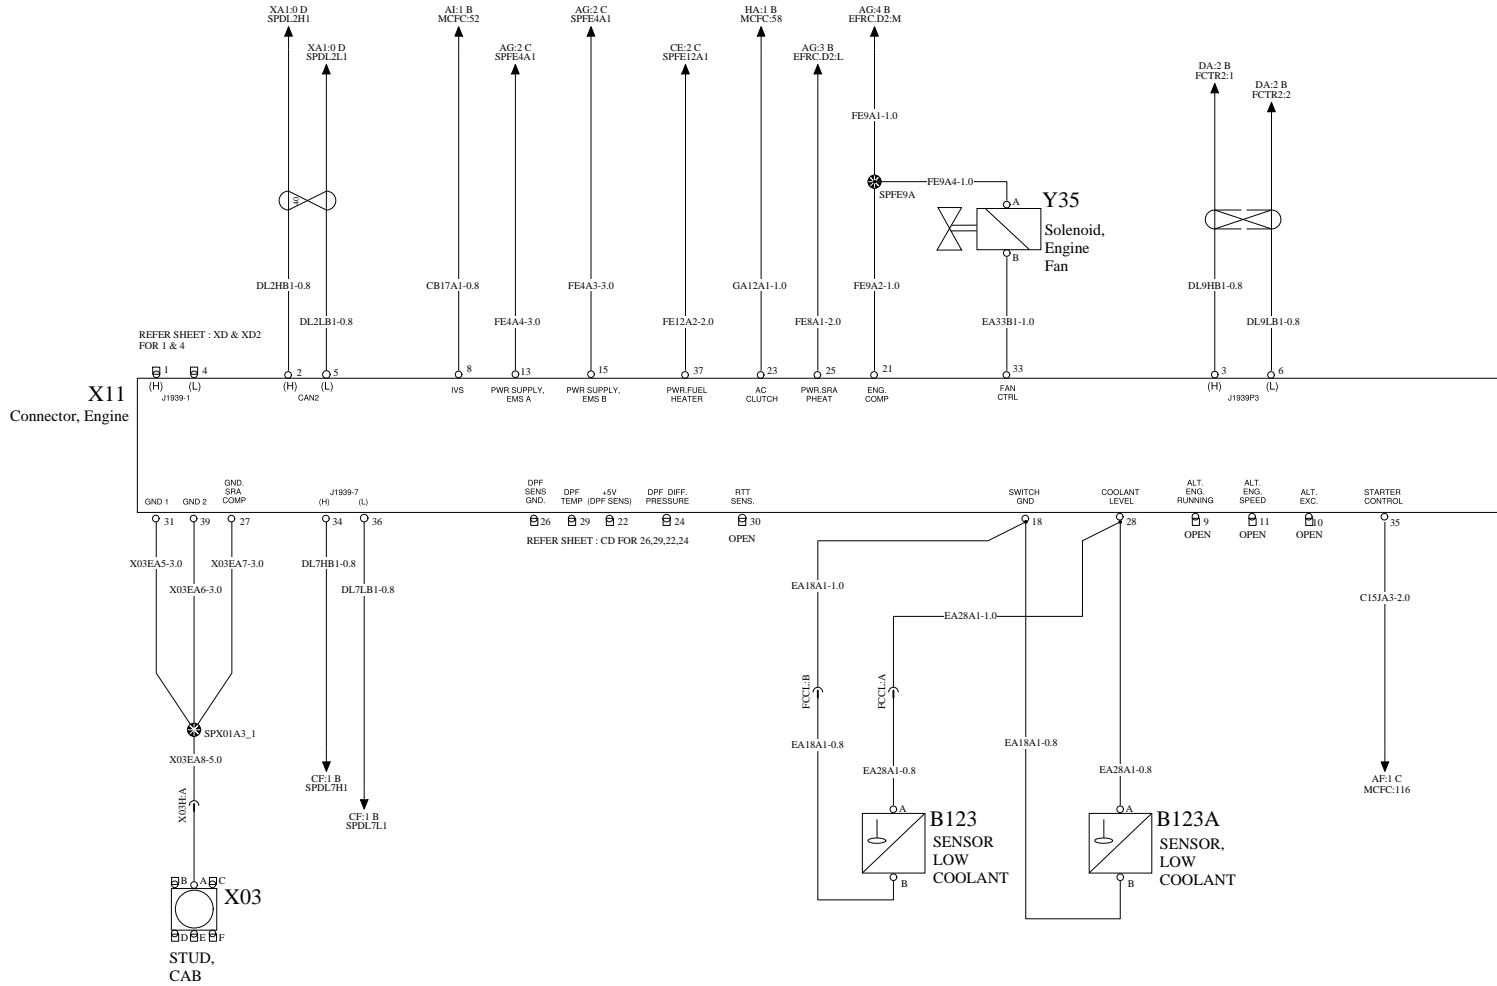 XA1:0 D
SPDL2H1
XA1:0 D
SPDL2L1
AI:1 B
MCFC:52
AG:2 C
SPFE4A1
AG:2 C
SPFE4A1
CE:2 C
SPFE12A1
HA:1 B
MCFC:58
AG:3 B
EFRC.D2:L
AG:4 B
EFRC.D2:M
DA:2 B
FCTR2:1
DA:2 B
FCTR2:2
FE9A1-1.0
40
FE9A4-1.0
SPFE9A
A
Y35
Solenoid,
Engine
Fan
B
DL2HB1-0.8
CB17A1-0.8
FE4A3-3.0
GA12A1-1.0
FE9A2-1.0
DL9HB1-0.8
DL2LB1-0.8
FE4A4-3.0
FE12A2-2.0
FE8A1-2.0
EA33B1-1.0
DL9LB1-0.8
REFER SHEET : XD & XD2
FOR 1 & 4
1
4
2
5
8
13
15
37
23
25
21
33
3
6
X11
Connector, Engine
(H)
(L)
J1939-1
(H)
(L)
CAN2
IVS
PWR SUPPLY,
EMS A
PWR SUPPLY,
EMS B
PWR.FUEL
HEATER
AC
CLUTCH
PWR.SRA
PHEAT
ENG.
COMP
FAN
CTRL
(H)
(L)
J1939P3
GND 1
GND 2
GND.
SRA
COMP
J1939-7
(H)
(L)
DPF
SENS
GND.
DPF
TEMP
+5V
(DPF SENS)
DPF DIFF.
PRESSURE
RTT
SENS.
SWITCH
GND
COOLANT
LEVEL
ALT.
ENG.
RUNNING
ALT.
ENG.
SPEED
ALT.
EXC.
STARTER
CONTROL
31
39
27
34
36
26
29
22
24
30
18
28
9
11
10
35
REFER SHEET : CD FOR 26,29,22,24
OPEN
OPEN
OPEN
OPEN
X03EA5-3.0
X03EA6-3.0
X03EA7-3.0
DL7HB1-0.8
DL7LB1-0.8
EA18A1-1.0
EA28A1-1.0
C15JA3-2.0
FCCL:B
FCCL:A
SPX01A3_1
X03EA8-5.0
EA18A1-0.8
EA28A1-0.8
EA18A1-0.8
EA28A1-0.8
CF:1 B
SPDL7H1
CF:1 B
SPDL7L1
AF:1 C
MCFC:116
X03H:A
A
B123
SENSOR
LOW
COOLANT
B
A
B123A
SENSOR,
LOW
COOLANT
B
B
A
C
X03
D
E
F
STUD,
CAB